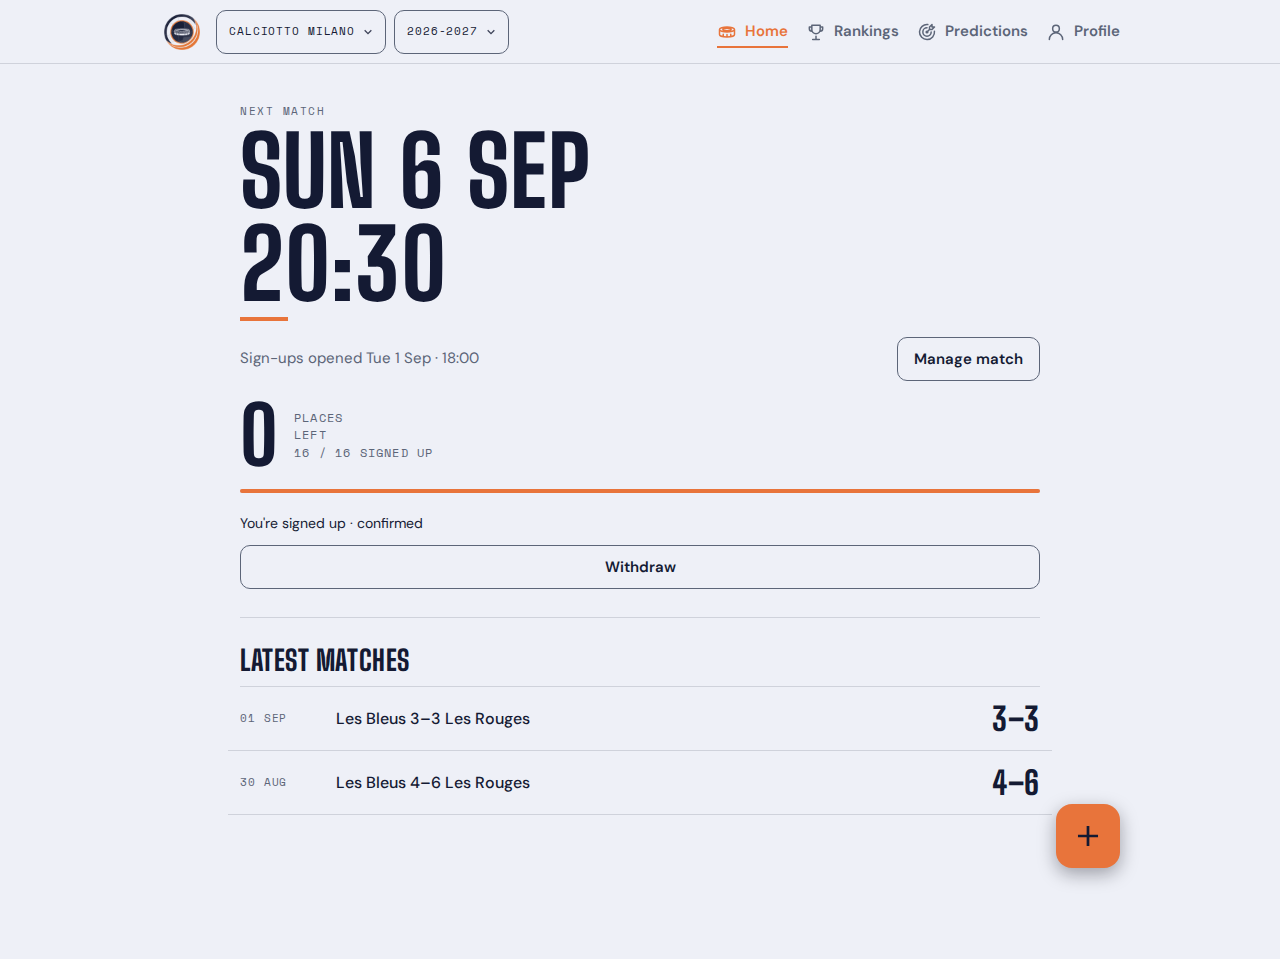 CALCIOTTO MILANO
2026-2027
Home
Rankings
Predictions
Profile
NEXT MATCH
SUN 6 SEP
20:30
Sign-ups opened Tue 1 Sep · 18:00
Manage match
0
PLACES
LEFT
16 / 16 SIGNED UP
You're signed up · confirmed
Withdraw
LATEST MATCHES
01 SEP
Les Bleus 3–3 Les Rouges
3–3
30 AUG
Les Bleus 4–6 Les Rouges
4–6